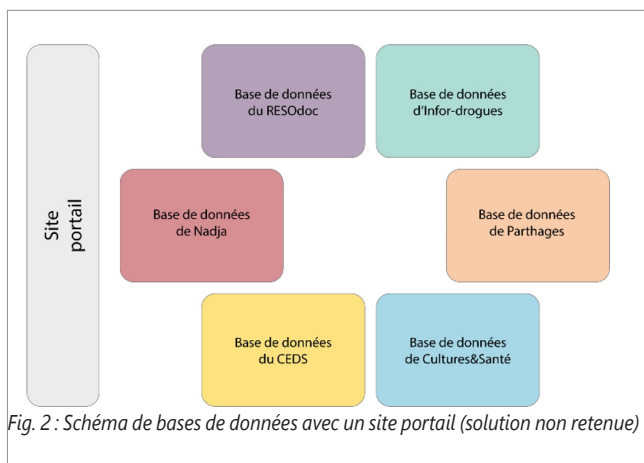 Site
portail
Base de données
du RESOdoc
Base de données
d'Infor-drogues
Base de données
de Nadja
Base de données
de Parthages
Base de données
du CEDS
Base de données
de Cultures&Santé
Fig. 2 : Schéma de bases de données avec un site portail (solution non retenue)